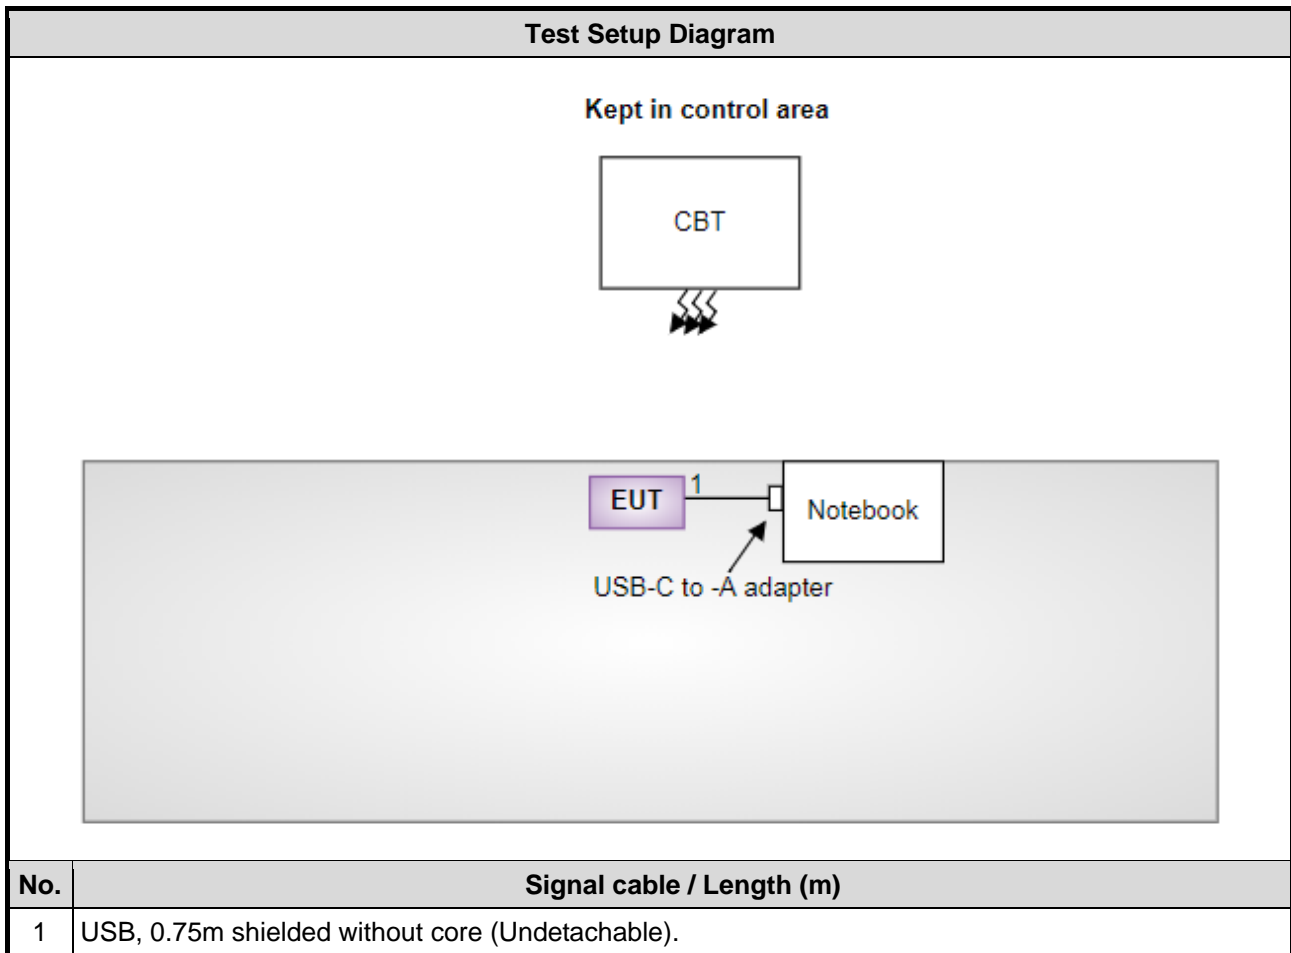 Test Setup Diagram
Kept in control area
CBT
EUT
1
Notebook
USB-C to -A adapter
No. Signal cable / Length (m)
1 USB, 0.75m shielded without core (Undetachable).